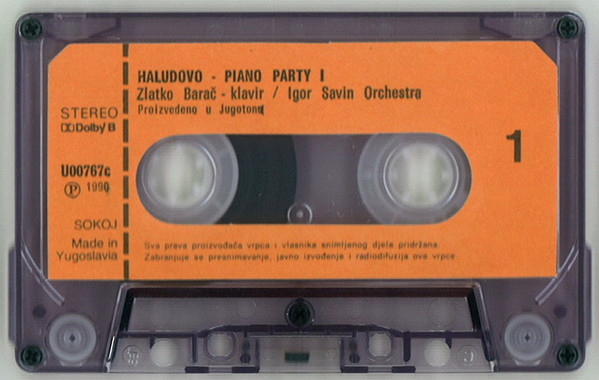 HALUDOVO - PIANO PARTY I
Zlatko Barač - klavir / Igor Savin Orchestra
Proizvedeno u Jugotonu
STEREO
Dolby B
1
U00767c
℗ 1990
SOKOJ
Made in
Yugoslavia
Sva prava proizvođača vrpca i vlasnika snimljenog djela pridržana.
Zabranjuje se presnimavanje, javno izvođenje i radiodifuzija ove vrpce.